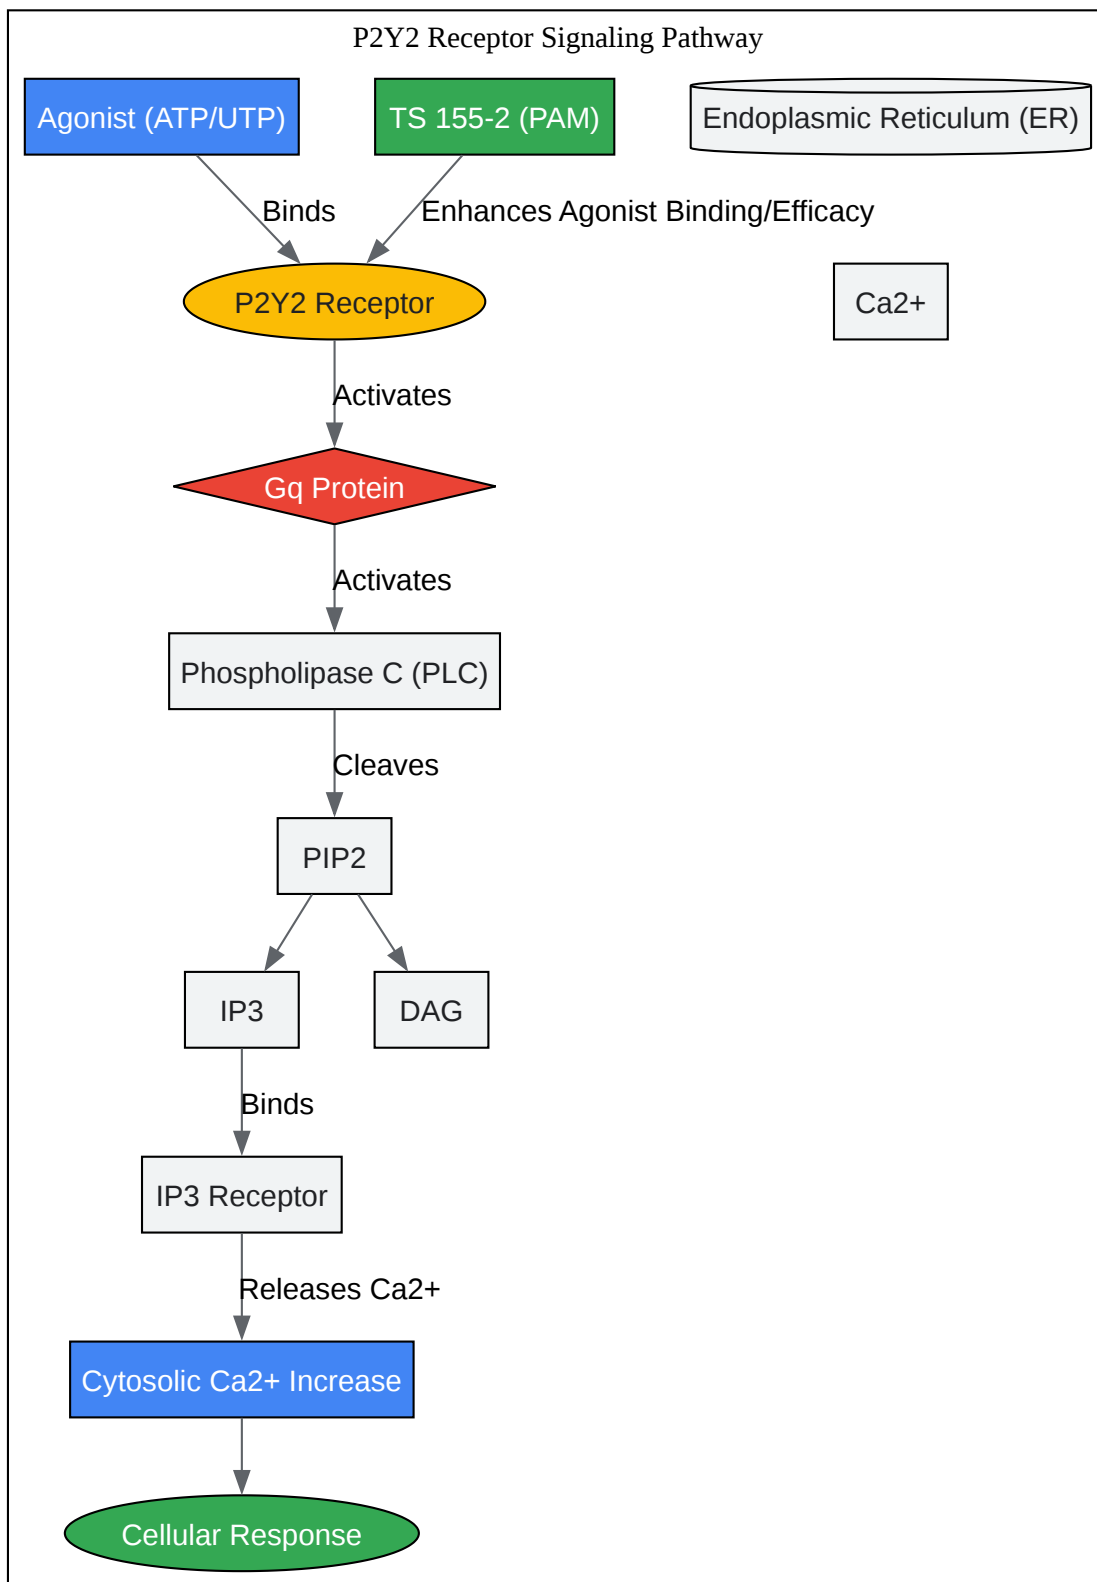 P2Y2 Receptor Signaling Pathway
Agonist (ATP/UTP)
TS 155-2 (PAM)
Endoplasmic Reticulum (ER)
Binds
Enhances Agonist Binding/Efficacy
P2Y2 Receptor
Ca2+
Activates
Gq Protein
Activates
Phospholipase C (PLC)
Cleaves
PIP2
IP3
DAG
Binds
IP3 Receptor
Releases Ca2+
Cytosolic Ca2+ Increase
Cellular Response